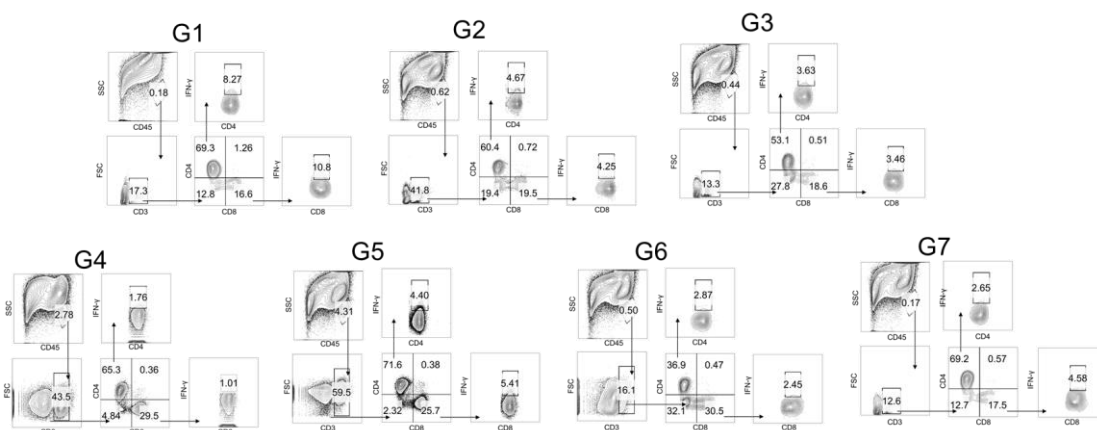 G1
SSC
0.18
CD45
IFN-γ
8.27
CD4
FSC
17.3
CD3
CD4
69.3
1.26
12.8
16.6
CD8
IFN-γ
10.8
CD8
G2
SSC
0.62
CD45
IFN-γ
4.67
CD4
FSC
41.8
CD3
CD4
60.4
0.72
19.4
19.5
CD8
IFN-γ
4.25
CD8
G3
SSC
0.44
CD45
IFN-γ
3.63
CD4
FSC
13.3
CD3
CD4
53.1
0.51
27.8
18.6
CD8
IFN-γ
3.46
CD8
G4
SSC
2.78
CD45
IFN-γ
1.76
CD4
FSC
43.5
CD4
65.3
0.36
4.84
29.5
IFN-γ
1.01
G5
SSC
4.31
CD45
IFN-γ
4.40
CD4
FSC
59.5
CD3
CD4
71.6
0.38
2.32
25.7
CD8
IFN-γ
5.41
CD8
G6
SSC
0.50
CD45
IFN-γ
2.87
CD4
FSC
16.1
CD3
CD4
36.9
0.47
32.1
30.5
CD8
IFN-γ
2.45
CD8
G7
SSC
0.17
CD45
IFN-γ
2.65
CD4
FSC
12.6
CD3
CD4
69.2
0.57
12.7
17.5
CD8
IFN-γ
4.58
CD8